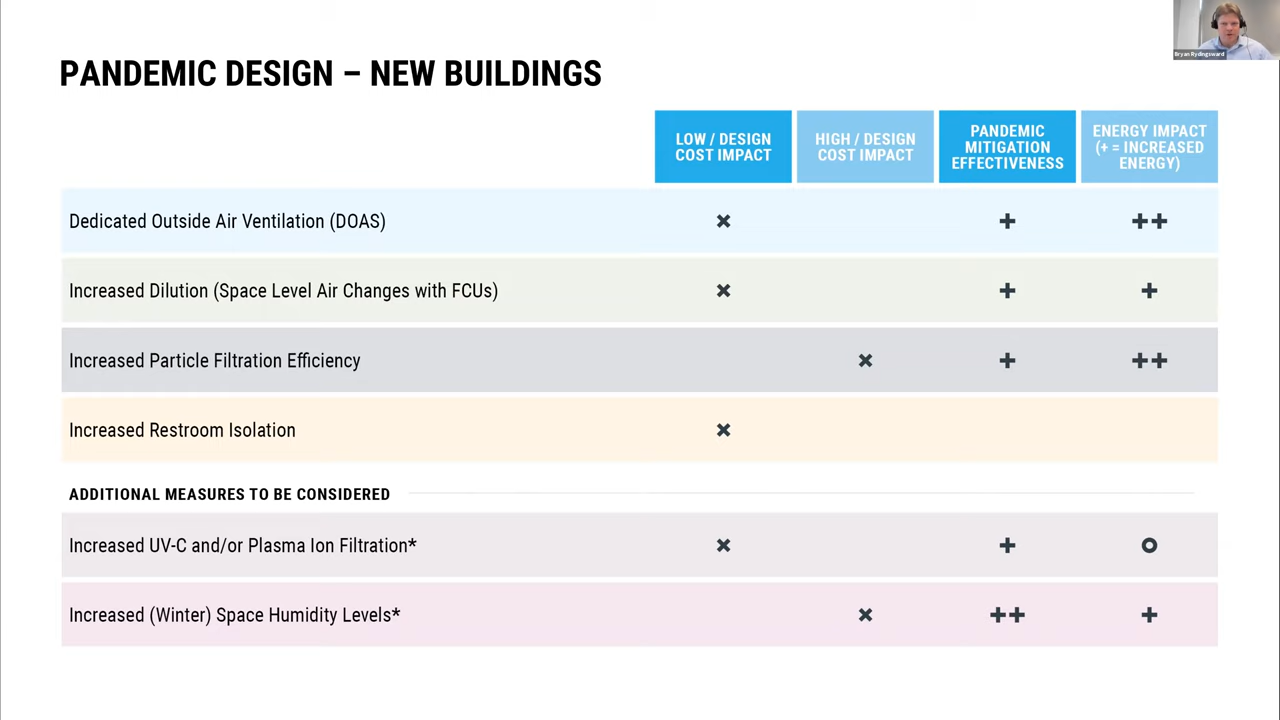 Bryan Rydingsward
PANDEMIC DESIGN – NEW BUILDINGS
LOW / DESIGN
COST IMPACT
HIGH / DESIGN
COST IMPACT
PANDEMIC
MITIGATION
EFFECTIVENESS
ENERGY IMPACT
(+ = INCREASED
ENERGY)
Dedicated Outside Air Ventilation (DOAS) × + ++
Increased Dilution (Space Level Air Changes with FCUs) × + +
Increased Particle Filtration Efficiency × + ++
Increased Restroom Isolation ×
ADDITIONAL MEASURES TO BE CONSIDERED
Increased UV-C and/or Plasma Ion Filtration* × + o
Increased (Winter) Space Humidity Levels* × ++ +